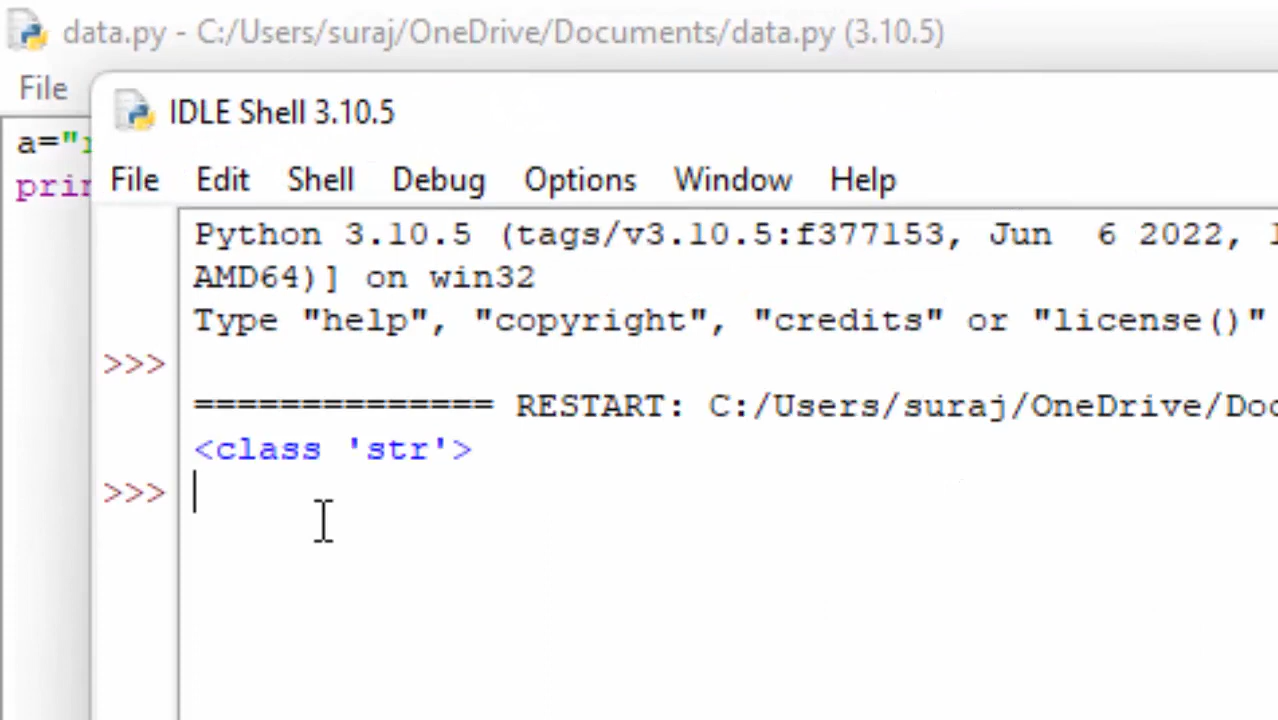 data.py - C:/Users/suraj/OneDrive/Documents/data.py (3.10.5)
File
IDLE Shell 3.10.5
a="
File Edit Shell Debug Options Window Help
Python 3.10.5 (tags/v3.10.5:f377153, Jun  6 2022,
AMD64)] on win32
Type "help", "copyright", "credits" or "license()"
>>>
============== RESTART: C:/Users/suraj/OneDrive/Doc
<class 'str'>
>>>